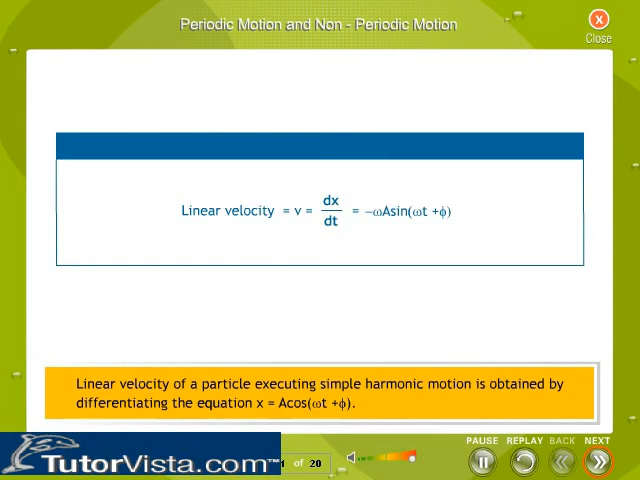 Periodic Motion and Non - Periodic Motion
Close
Linear velocity = v = dx/dt = −ωAsin(ωt +ϕ)
Linear velocity of a particle executing simple harmonic motion is obtained by
differentiating the equation x = Acos(ωt +ϕ).
PAUSE REPLAY BACK NEXT
TutorVista.com
of 20